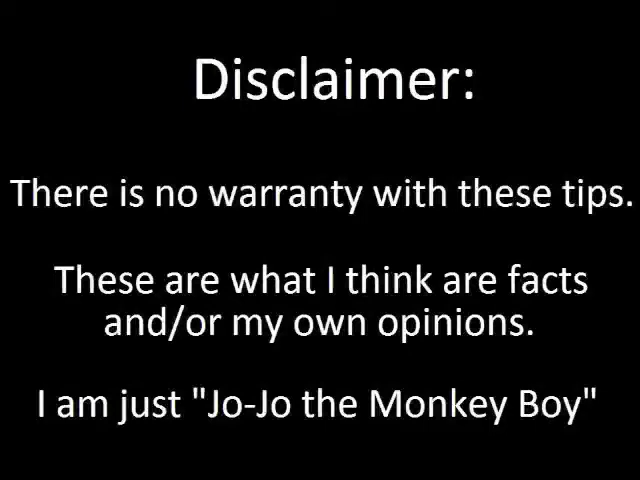 Disclaimer:
There is no warranty with these tips.
These are what I think are facts
and/or my own opinions.
I am just "Jo-Jo the Monkey Boy"